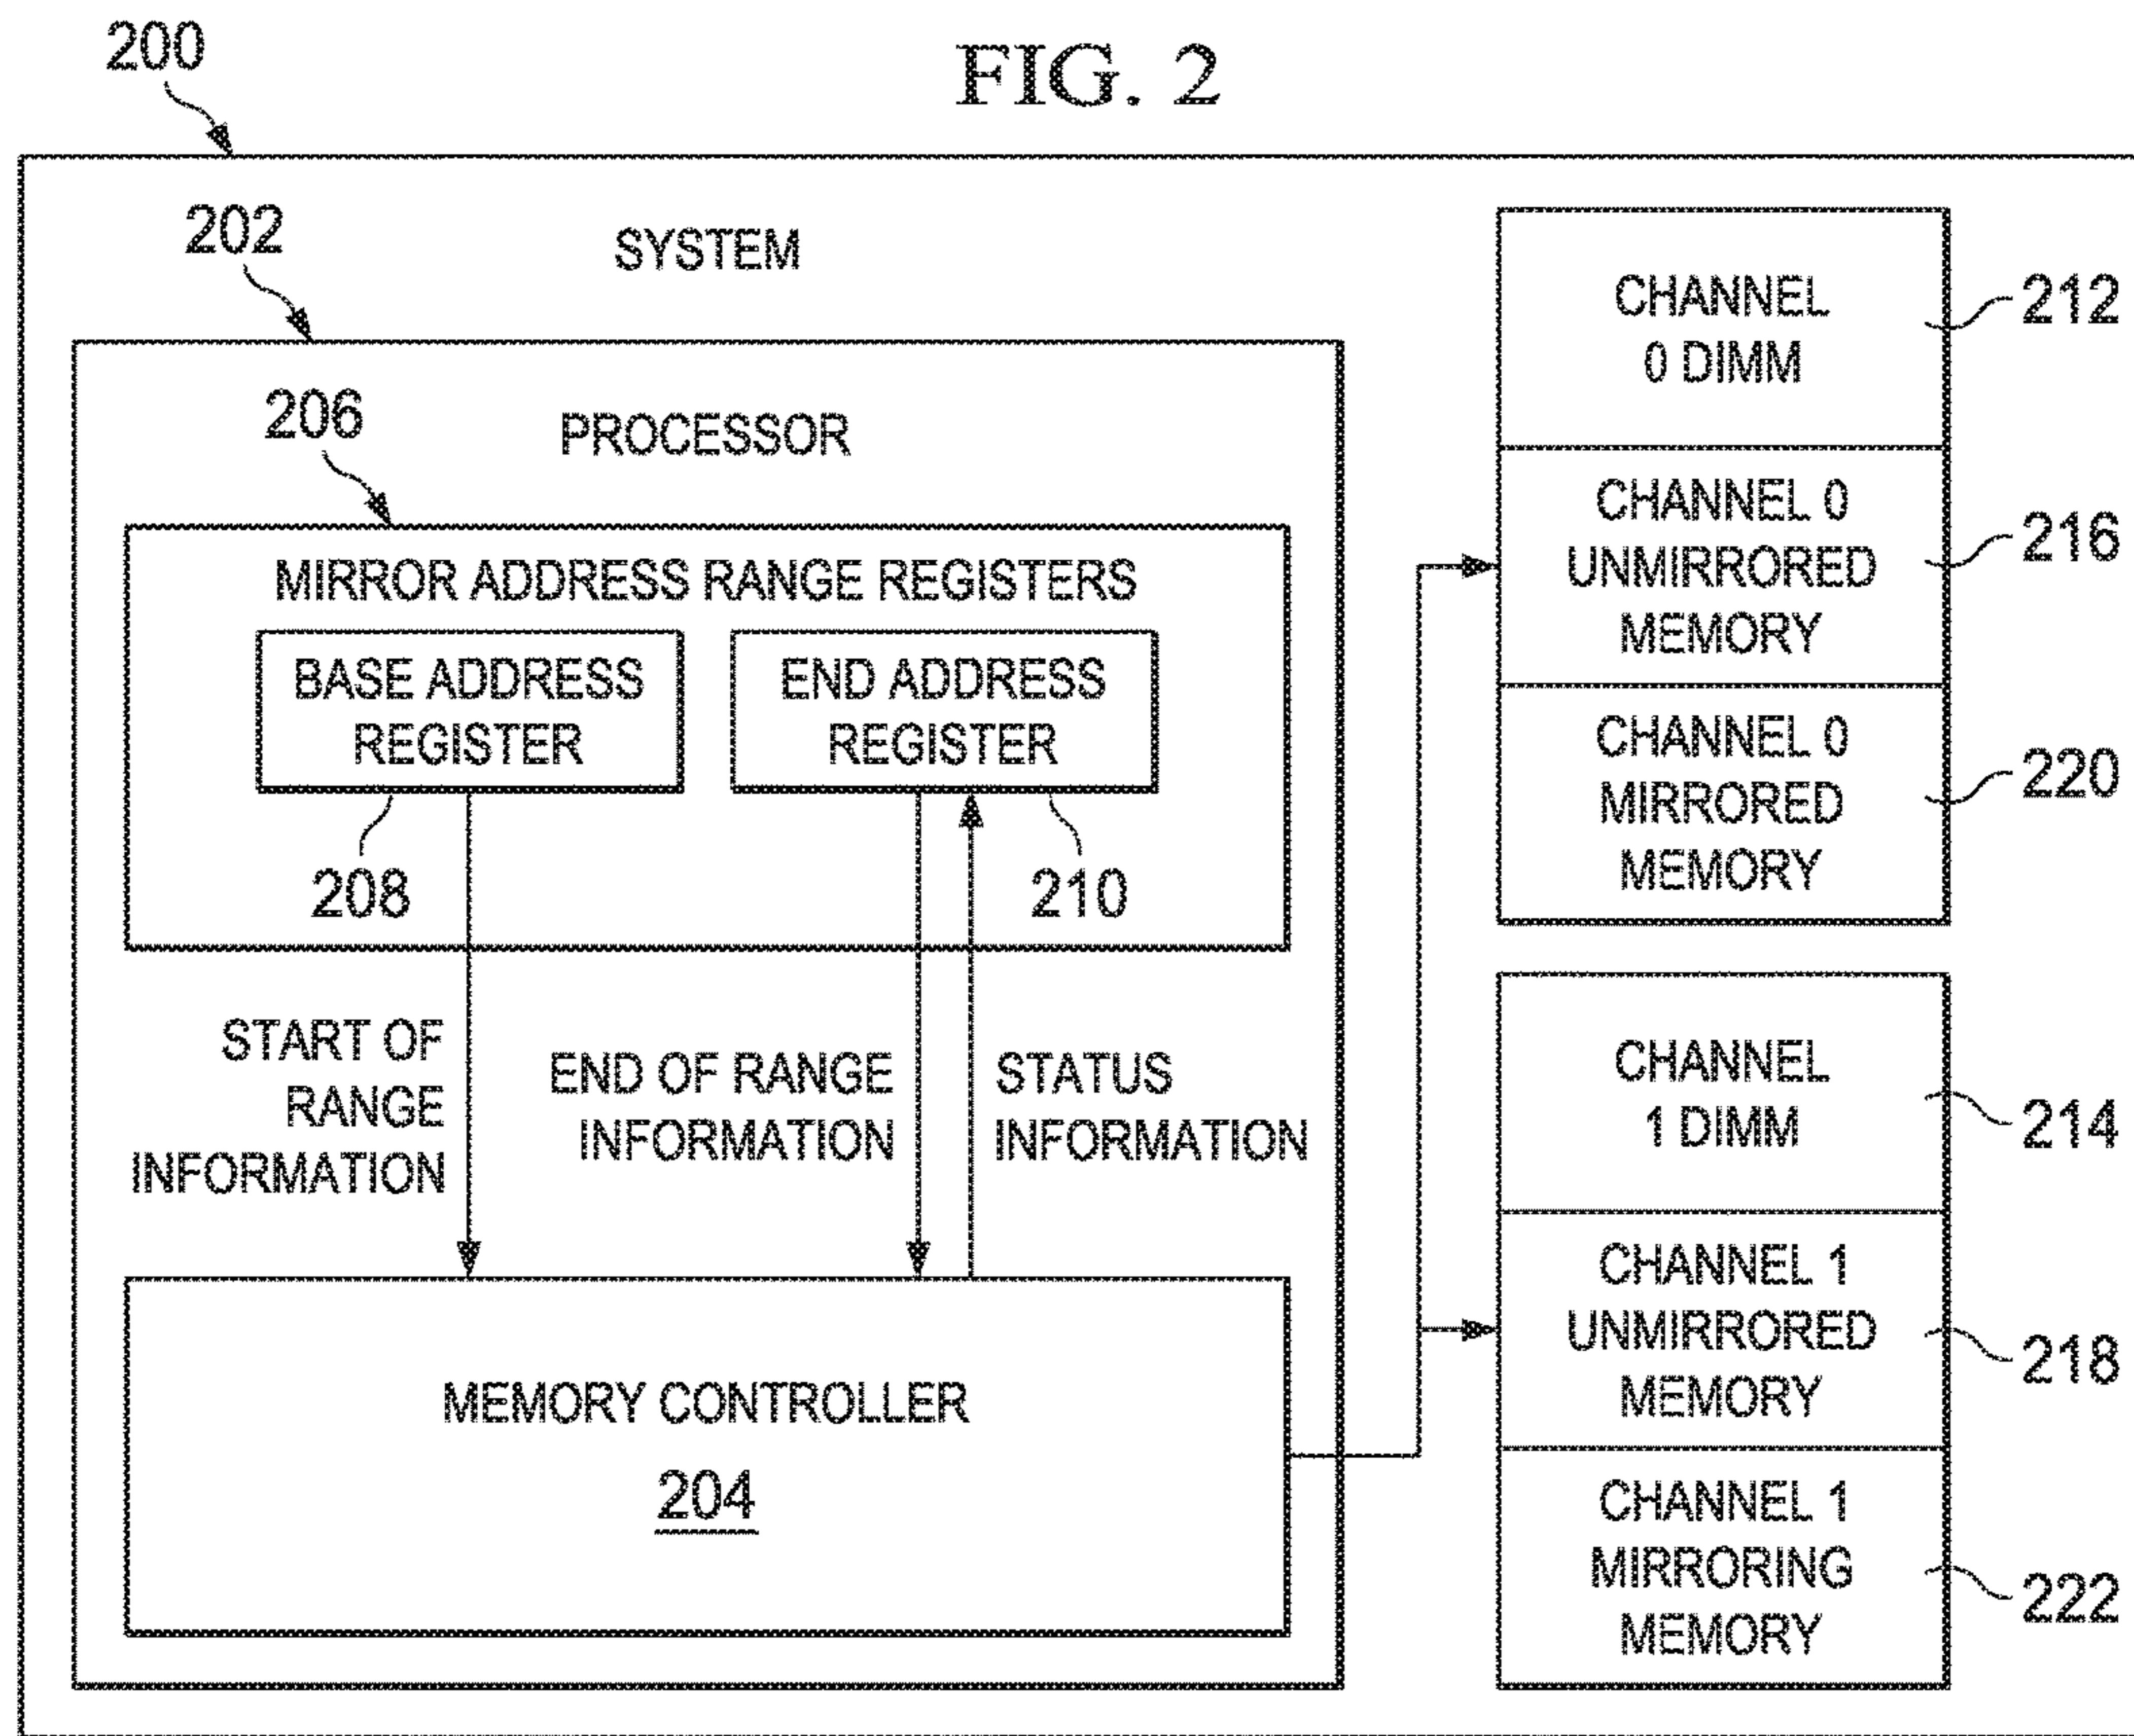 FIG. 2
200
SYSTEM
202
PROCESSOR
206
MIRROR ADDRESS RANGE REGISTERS
BASE ADDRESS
REGISTER
208
END ADDRESS
REGISTER
210
START OF
RANGE
INFORMATION
END OF RANGE
INFORMATION
STATUS
INFORMATION
MEMORY CONTROLLER
204
CHANNEL
0 DIMM
212
CHANNEL 0
UNMIRRORED
MEMORY
216
CHANNEL 0
MIRRORED
MEMORY
220
CHANNEL
1 DIMM
214
CHANNEL 1
UNMIRRORED
MEMORY
218
CHANNEL 1
MIRRORING
MEMORY
222